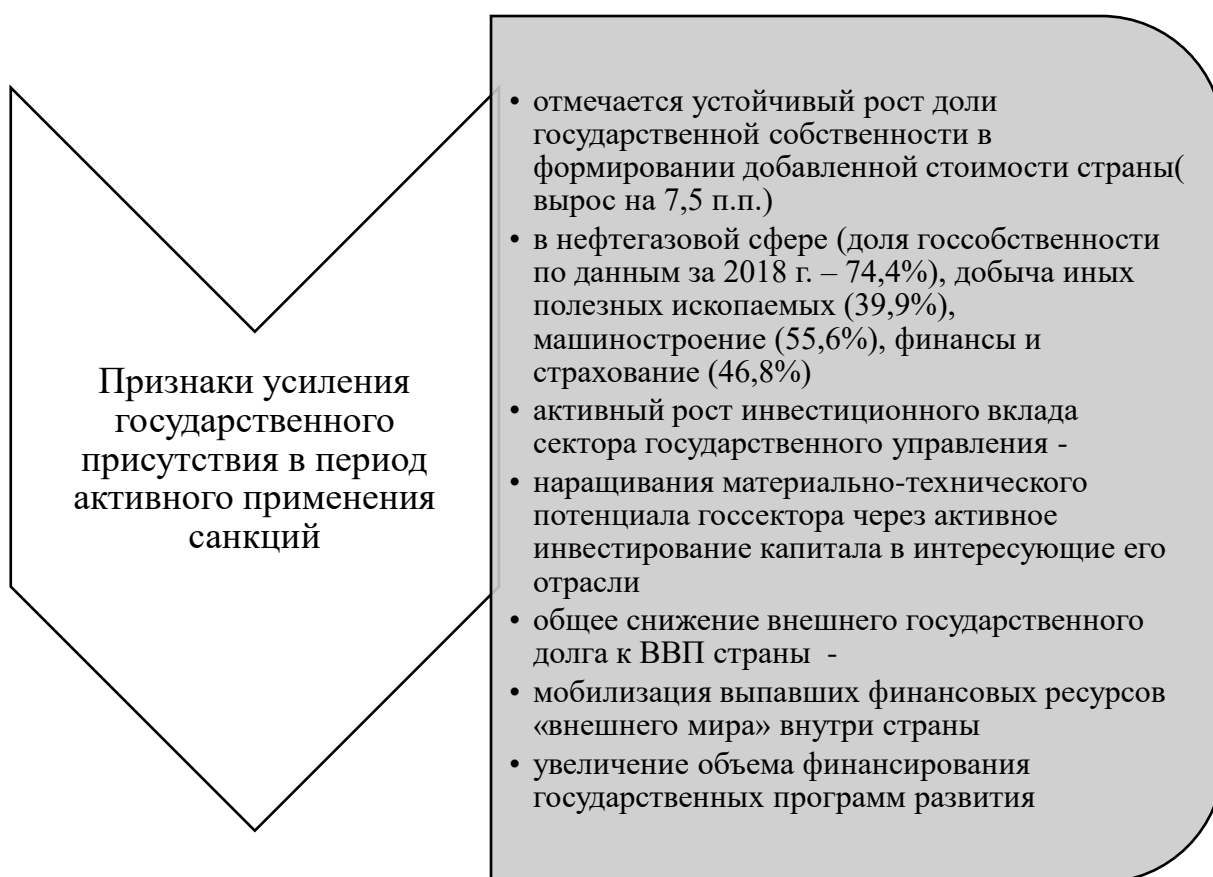 Признаки усиления
государственного
присутствия в период
активного применения
санкций
• отмечается устойчивый рост доли
государственной собственности в
формировании добавленной стоимости страны(
вырос на 7,5 п.п.)
• в нефтегазовой сфере (доля госсобственности
по данным за 2018 г. – 74,4%), добыча иных
полезных ископаемых (39,9%),
машиностроение (55,6%), финансы и
страхование (46,8%)
• активный рост инвестиционного вклада
сектора государственного управления -
• наращивания материально-технического
потенциала госсектора через активное
инвестирование капитала в интересующие его
отрасли
• общее снижение внешнего государственного
долга к ВВП страны  -
• мобилизация выпавших финансовых ресурсов
«внешнего мира» внутри страны
• увеличение объема финансирования
государственных программ развития